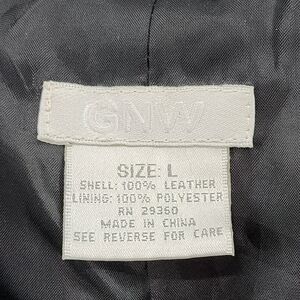 GNW
SIZE: L
SHELL: 100% LEATHER
LINING: 100% POLYESTER
RN 29360
MADE IN CHINA
SEE REVERSE FOR CARE